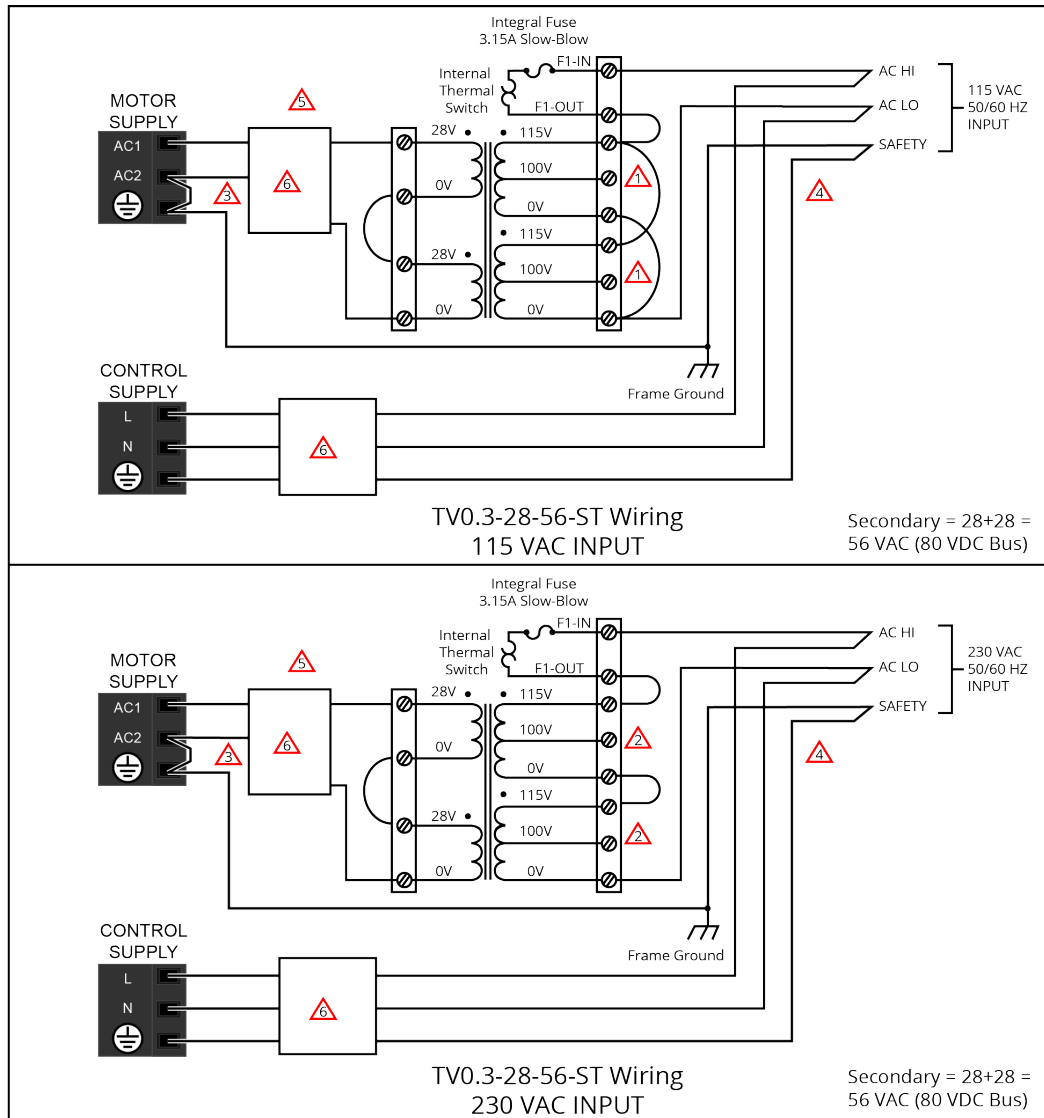 Integral Fuse
3.15A Slow-Blow
F1-IN
Internal
Thermal
Switch
F1-OUT
AC HI
AC LO
SAFETY
115 VAC
50/60 HZ
INPUT
MOTOR
SUPPLY
AC1
AC2
5
6
3
28V
0V
28V
0V
115V
100V
0V
115V
100V
0V
1
1
4
Frame Ground
CONTROL
SUPPLY
L
N
6
TV0.3-28-56-ST Wiring
115 VAC INPUT
Secondary = 28+28 =
56 VAC (80 VDC Bus)
Integral Fuse
3.15A Slow-Blow
F1-IN
Internal
Thermal
Switch
F1-OUT
AC HI
AC LO
SAFETY
230 VAC
50/60 HZ
INPUT
MOTOR
SUPPLY
AC1
AC2
5
6
3
28V
0V
28V
0V
115V
100V
0V
115V
100V
0V
2
2
4
Frame Ground
CONTROL
SUPPLY
L
N
6
TV0.3-28-56-ST Wiring
230 VAC INPUT
Secondary = 28+28 =
56 VAC (80 VDC Bus)